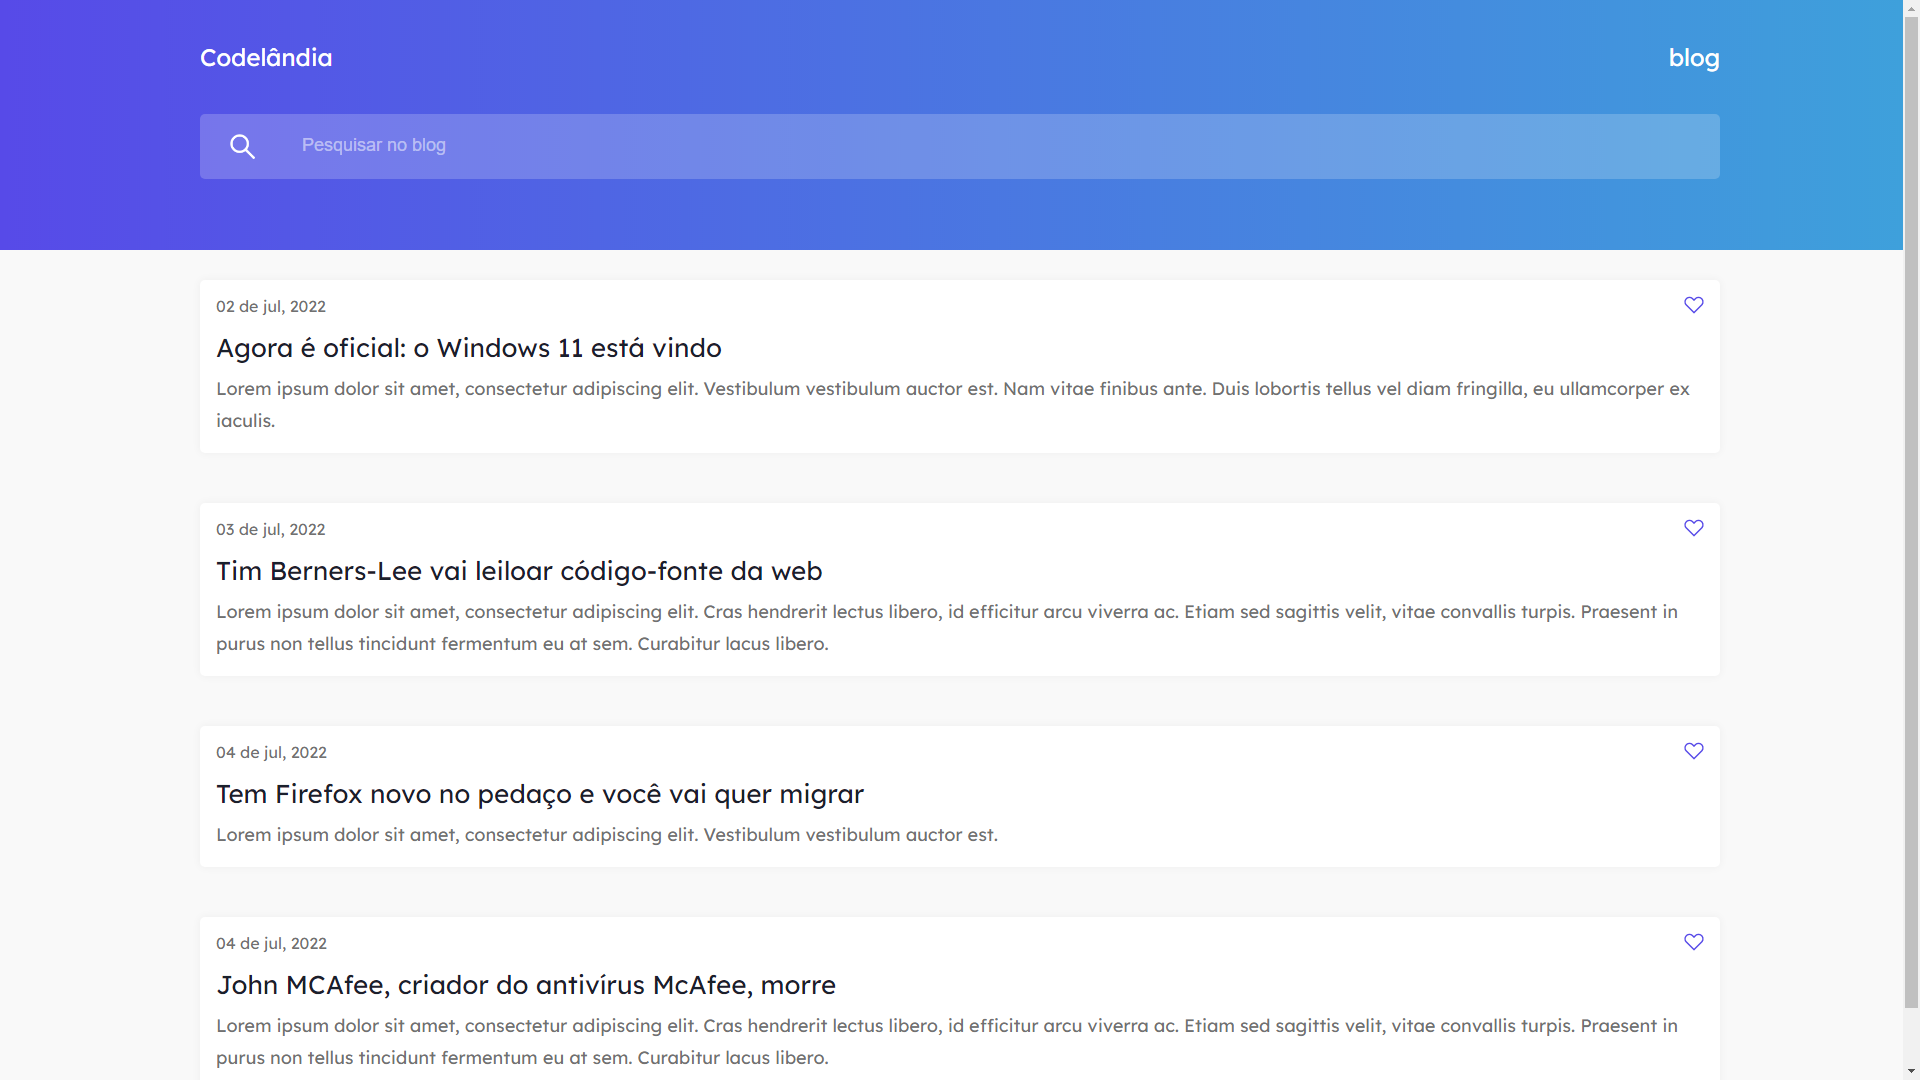 Codelândia
blog
Pesquisar no blog
02 de jul, 2022
Agora é oficial: o Windows 11 está vindo
Lorem ipsum dolor sit amet, consectetur adipiscing elit. Vestibulum vestibulum auctor est. Nam vitae finibus ante. Duis lobortis tellus vel diam fringilla, eu ullamcorper ex
iaculis.
03 de jul, 2022
Tim Berners-Lee vai leiloar código-fonte da web
Lorem ipsum dolor sit amet, consectetur adipiscing elit. Cras hendrerit lectus libero, id efficitur arcu viverra ac. Etiam sed sagittis velit, vitae convallis turpis. Praesent in
purus non tellus tincidunt fermentum eu at sem. Curabitur lacus libero.
04 de jul, 2022
Tem Firefox novo no pedaço e você vai quer migrar
Lorem ipsum dolor sit amet, consectetur adipiscing elit. Vestibulum vestibulum auctor est.
04 de jul, 2022
John MCAfee, criador do antivírus McAfee, morre
Lorem ipsum dolor sit amet, consectetur adipiscing elit. Cras hendrerit lectus libero, id efficitur arcu viverra ac. Etiam sed sagittis velit, vitae convallis turpis. Praesent in
purus non tellus tincidunt fermentum eu at sem. Curabitur lacus libero.